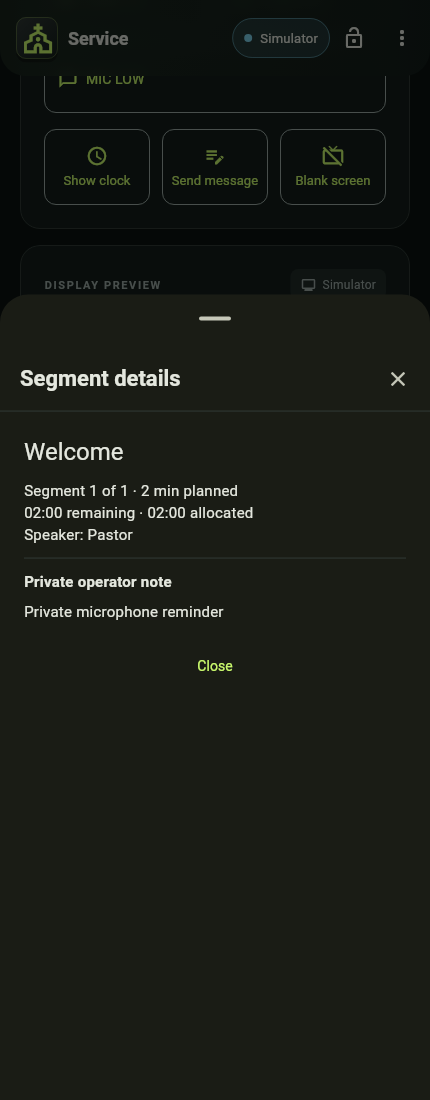 Service
Simulator
MIC LOW
Show clock
Send message
Blank screen
DISPLAY PREVIEW
Simulator
Segment details
Welcome
Segment 1 of 1 · 2 min planned
02:00 remaining · 02:00 allocated
Speaker: Pastor
Private operator note
Private microphone reminder
Close